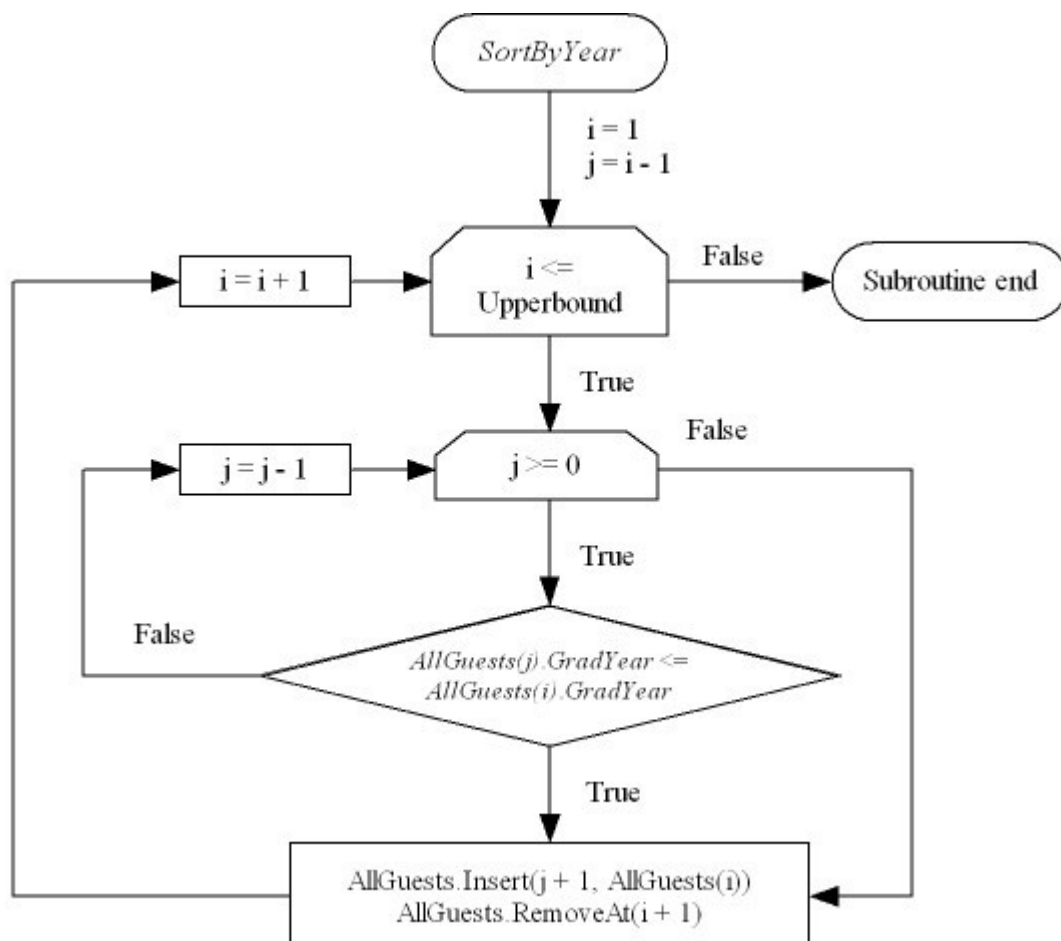 SortByYear
i = 1
j = i - 1
i = i + 1
i <=
Upperbound
False
Subroutine end
True
j = j - 1
j >= 0
False
True
False
AllGuests(j).GradYear <=
AllGuests(i).GradYear
True
AllGuests.Insert(j + 1, AllGuests(i))
AllGuests.RemoveAt(i + 1)